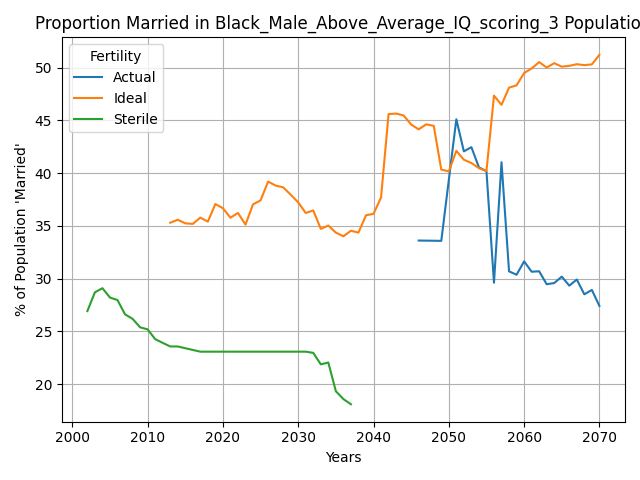 Proportion Married in Black_Male_Above_Average_IQ_scoring_3 Populatio
Fertility
Actual
Ideal
Sterile
% of Population 'Married'
50
45
40
35
30
25
20
2000 2010 2020 2030 2040 2050 2060 2070
Years